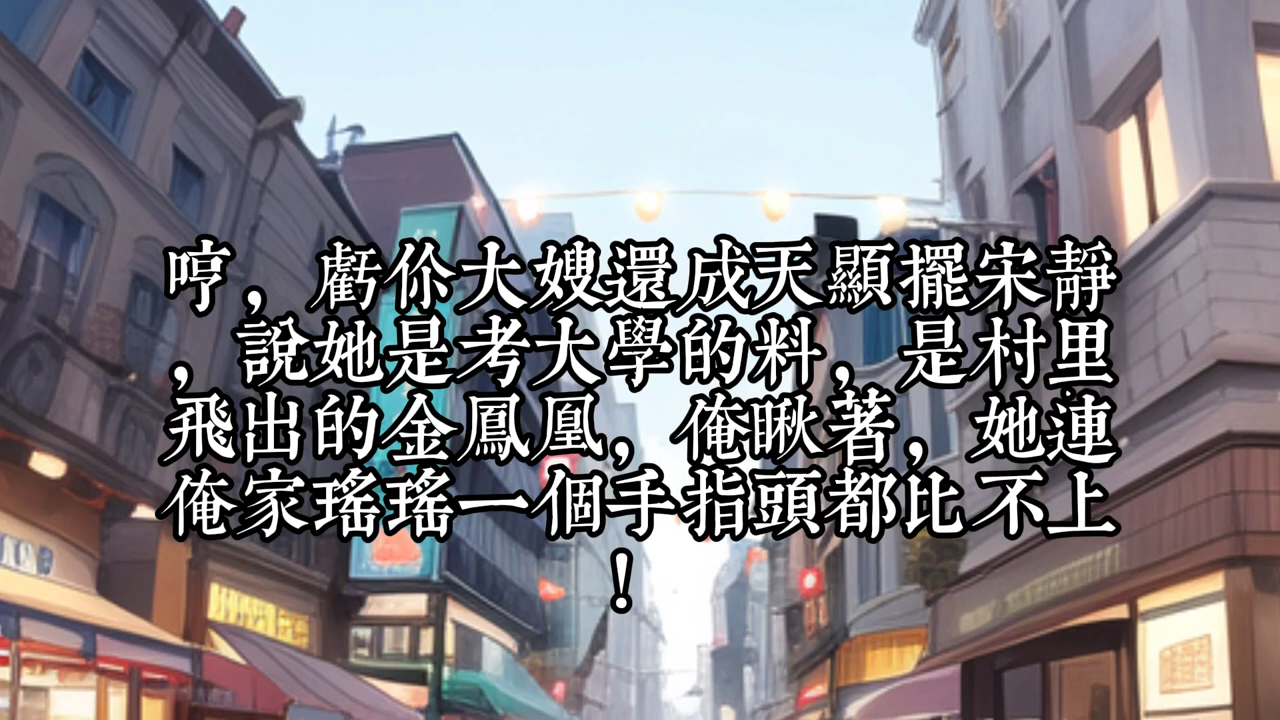 哼，虧你大嫂還成天顯擺宋靜
，說她是考大學的料，是村里
飛出的金鳳凰，俺瞅著，她連
俺家瑤瑤一個手指頭都比不上
！